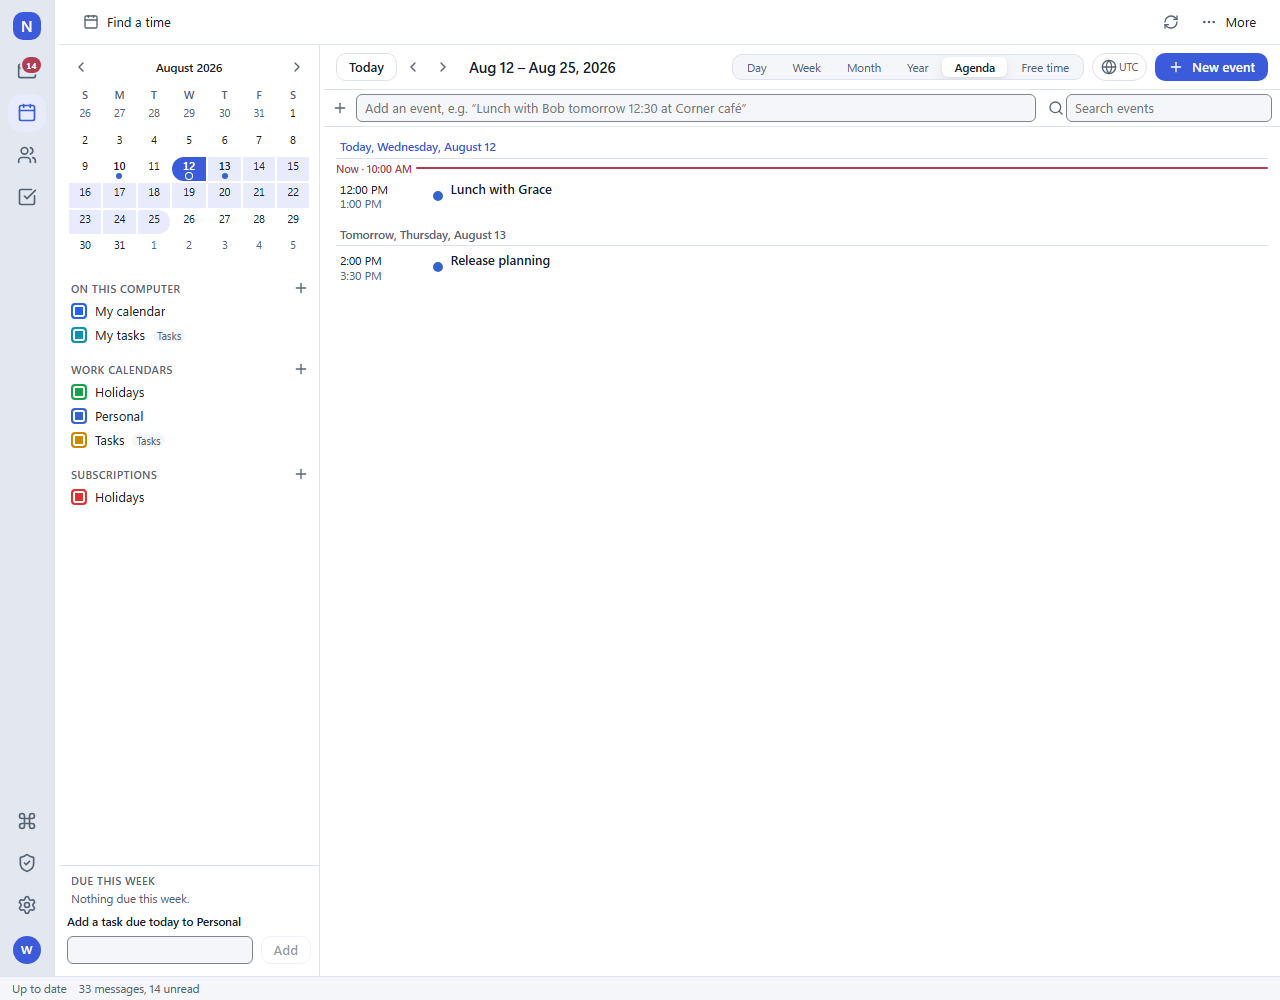 N
Find a time
More
14
August 2026
Today
Aug 12 – Aug 25, 2026
Day
Week
Month
Year
Agenda
Free time
UTC
New event
S M T W T F S
26 27 28 29 30 31 1
2 3 4 5 6 7 8
9 10 11 12 13 14 15
16 17 18 19 20 21 22
23 24 25 26 27 28 29
30 31 1 2 3 4 5
Add an event, e.g. “Lunch with Bob tomorrow 12:30 at Corner café”
Search events
Today, Wednesday, August 12
Now · 10:00 AM
12:00 PM
Lunch with Grace
1:00 PM
Tomorrow, Thursday, August 13
2:00 PM
Release planning
3:30 PM
ON THIS COMPUTER
My calendar
My tasks Tasks
WORK CALENDARS
Holidays
Personal
Tasks Tasks
SUBSCRIPTIONS
Holidays
DUE THIS WEEK
Nothing due this week.
Add a task due today to Personal
Add
W
Up to date 33 messages, 14 unread